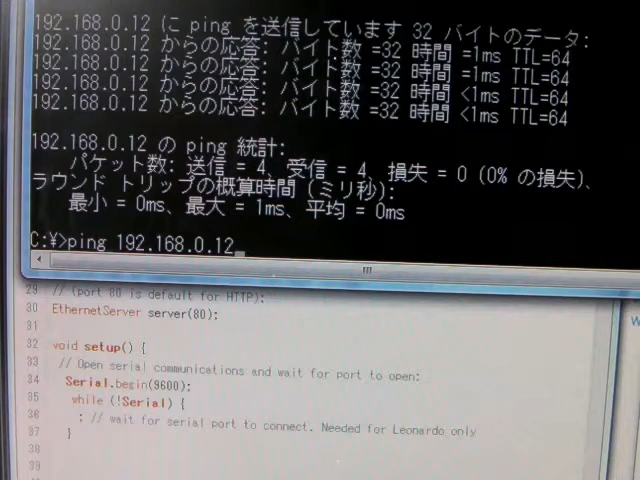 192.168.0.12 に ping を送信しています 32 バイトのデータ:
192.168.0.12 からの応答: バイト数 =32 時間 =1ms TTL=64
192.168.0.12 からの応答: バイト数 =32 時間 =1ms TTL=64
192.168.0.12 からの応答: バイト数 =32 時間 <1ms TTL=64
192.168.0.12 からの応答: バイト数 =32 時間 <1ms TTL=64
192.168.0.12 の ping 統計:
パケット数: 送信 = 4、受信 = 4、損失 = 0 (0% の損失)、
ラウンド トリップの概算時間 (ミリ秒):
最小 = 0ms、最大 = 1ms、平均 = 0ms
C:¥>ping 192.168.0.12_
29 // (port 80 is default for HTTP):
30 EthernetServer server(80);
31
32 void setup() {
33 // Open serial communications and wait for port to open:
34 Serial.begin(9600);
35 while (!Serial) {
36 ; // wait for serial port to connect. Needed for Leonardo only
37 }
38
39
W